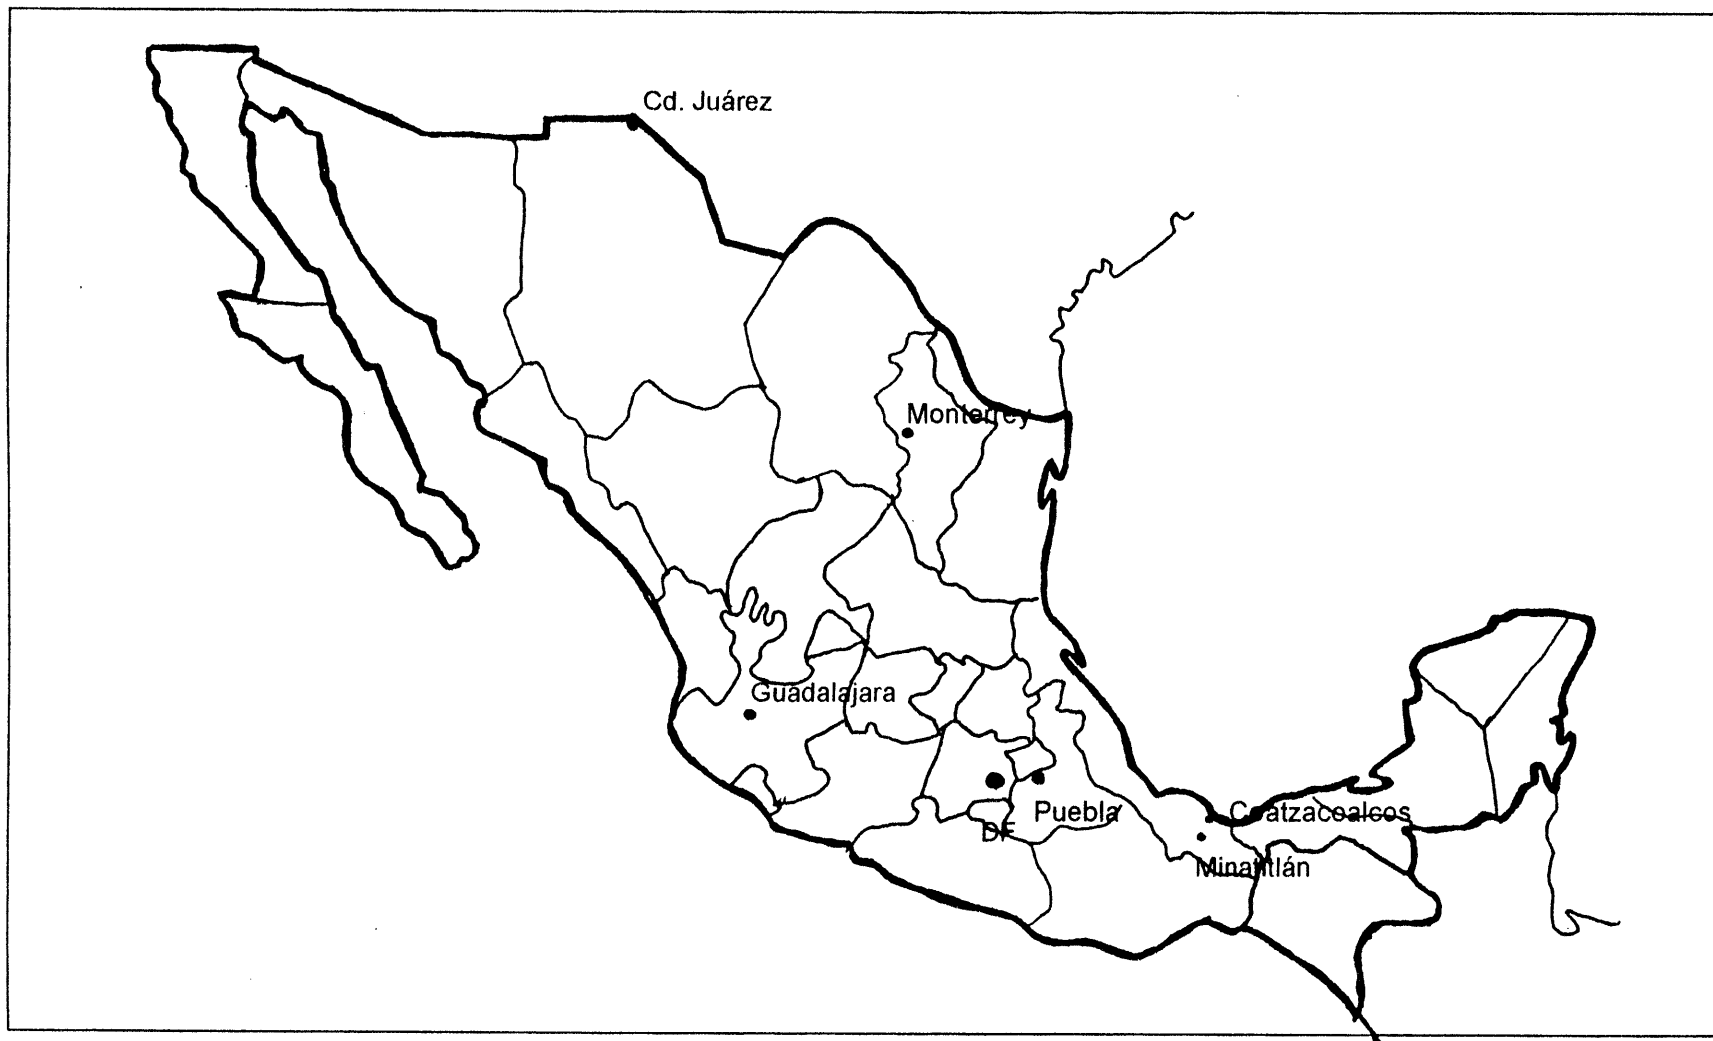 Cd. Juárez
Monterrey
Guadalajara
Puebla
Coatzacoalcos
DF
Minatitlán